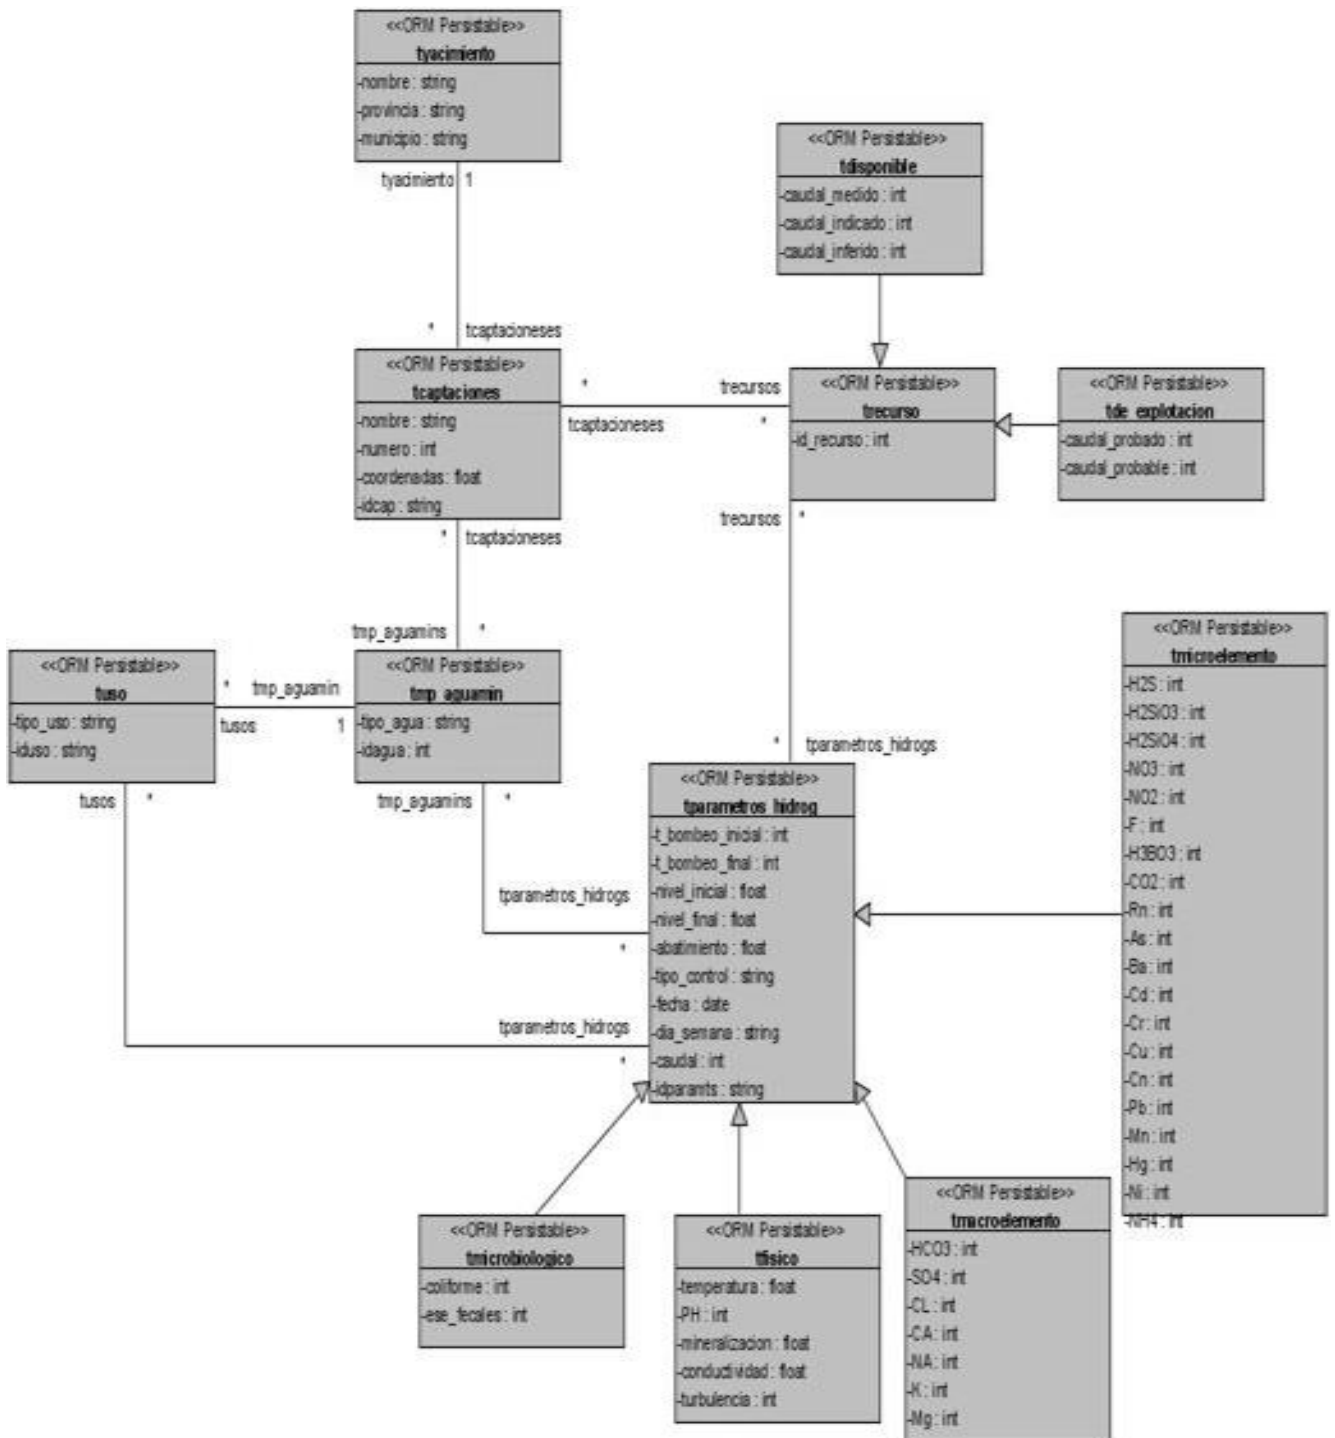 <<ORM Persistable>>
tyacimiento
-nombre : string
-provincia : string
-municipio : string
tyacimiento 1
<<ORM Persistable>>
tdisponible
-caudal_medido : int
-caudal_indicado : int
-caudal_inferido : int
* tcaptacioneses
<<ORM Persistable>>
tcaptaciones
-nombre : string
-numero : int
-coordenadas : float
-idcap : string
* trecursos
tcaptacioneses *
<<ORM Persistable>>
trecurso
-id_recurso : int
<<ORM Persistable>>
tde_explotacion
-caudal_probado : int
-caudal_probable : int
* tcaptacioneses
trecursos *
tmp_aguamins *
<<ORM Persistable>>
tuso
-tipo_uso : string
-iduso : string
* tmp_aguamin
tusos 1
<<ORM Persistable>>
tmp_aguamin
-tipo_agua : string
-idagua : int
<<ORM Persistable>>
tmicroelemento
-H2S : int
-H2SiO3 : int
-H2SiO4 : int
-NO3 : int
-NO2 : int
-F : int
-H3BO3 : int
-CO2 : int
-Rn : int
-As : int
-Ba : int
-Cd : int
-Cr : int
-Cu : int
-Cn : int
-Pb : int
-Mn : int
-Hg : int
-Ni : int
-NH4 : int
* tparametros_hidrogs
tusos *
tmp_aguamins *
<<ORM Persistable>>
tparametros_hidrog
-t_bombeo_inicial : int
-t_bombeo_final : int
-nivel_inicial : float
-nivel_final : float
-abatimiento : float
-tipo_control : string
-fecha : date
-dia_semana : string
-caudal : int
-idparamts : string
tparametros_hidrogs
*
tparametros_hidrogs
*
<<ORM Persistable>>
tmicrobiologico
-coliforme : int
-ese_fecales : int
<<ORM Persistable>>
tfisico
-temperatura : float
-PH : int
-mineralizacion : float
-conductividad : float
-turbulencia : int
<<ORM Persistable>>
tmacroelemento
-HCO3 : int
-SO4 : int
-CL : int
-CA : int
-NA : int
-K : int
-Mg : int